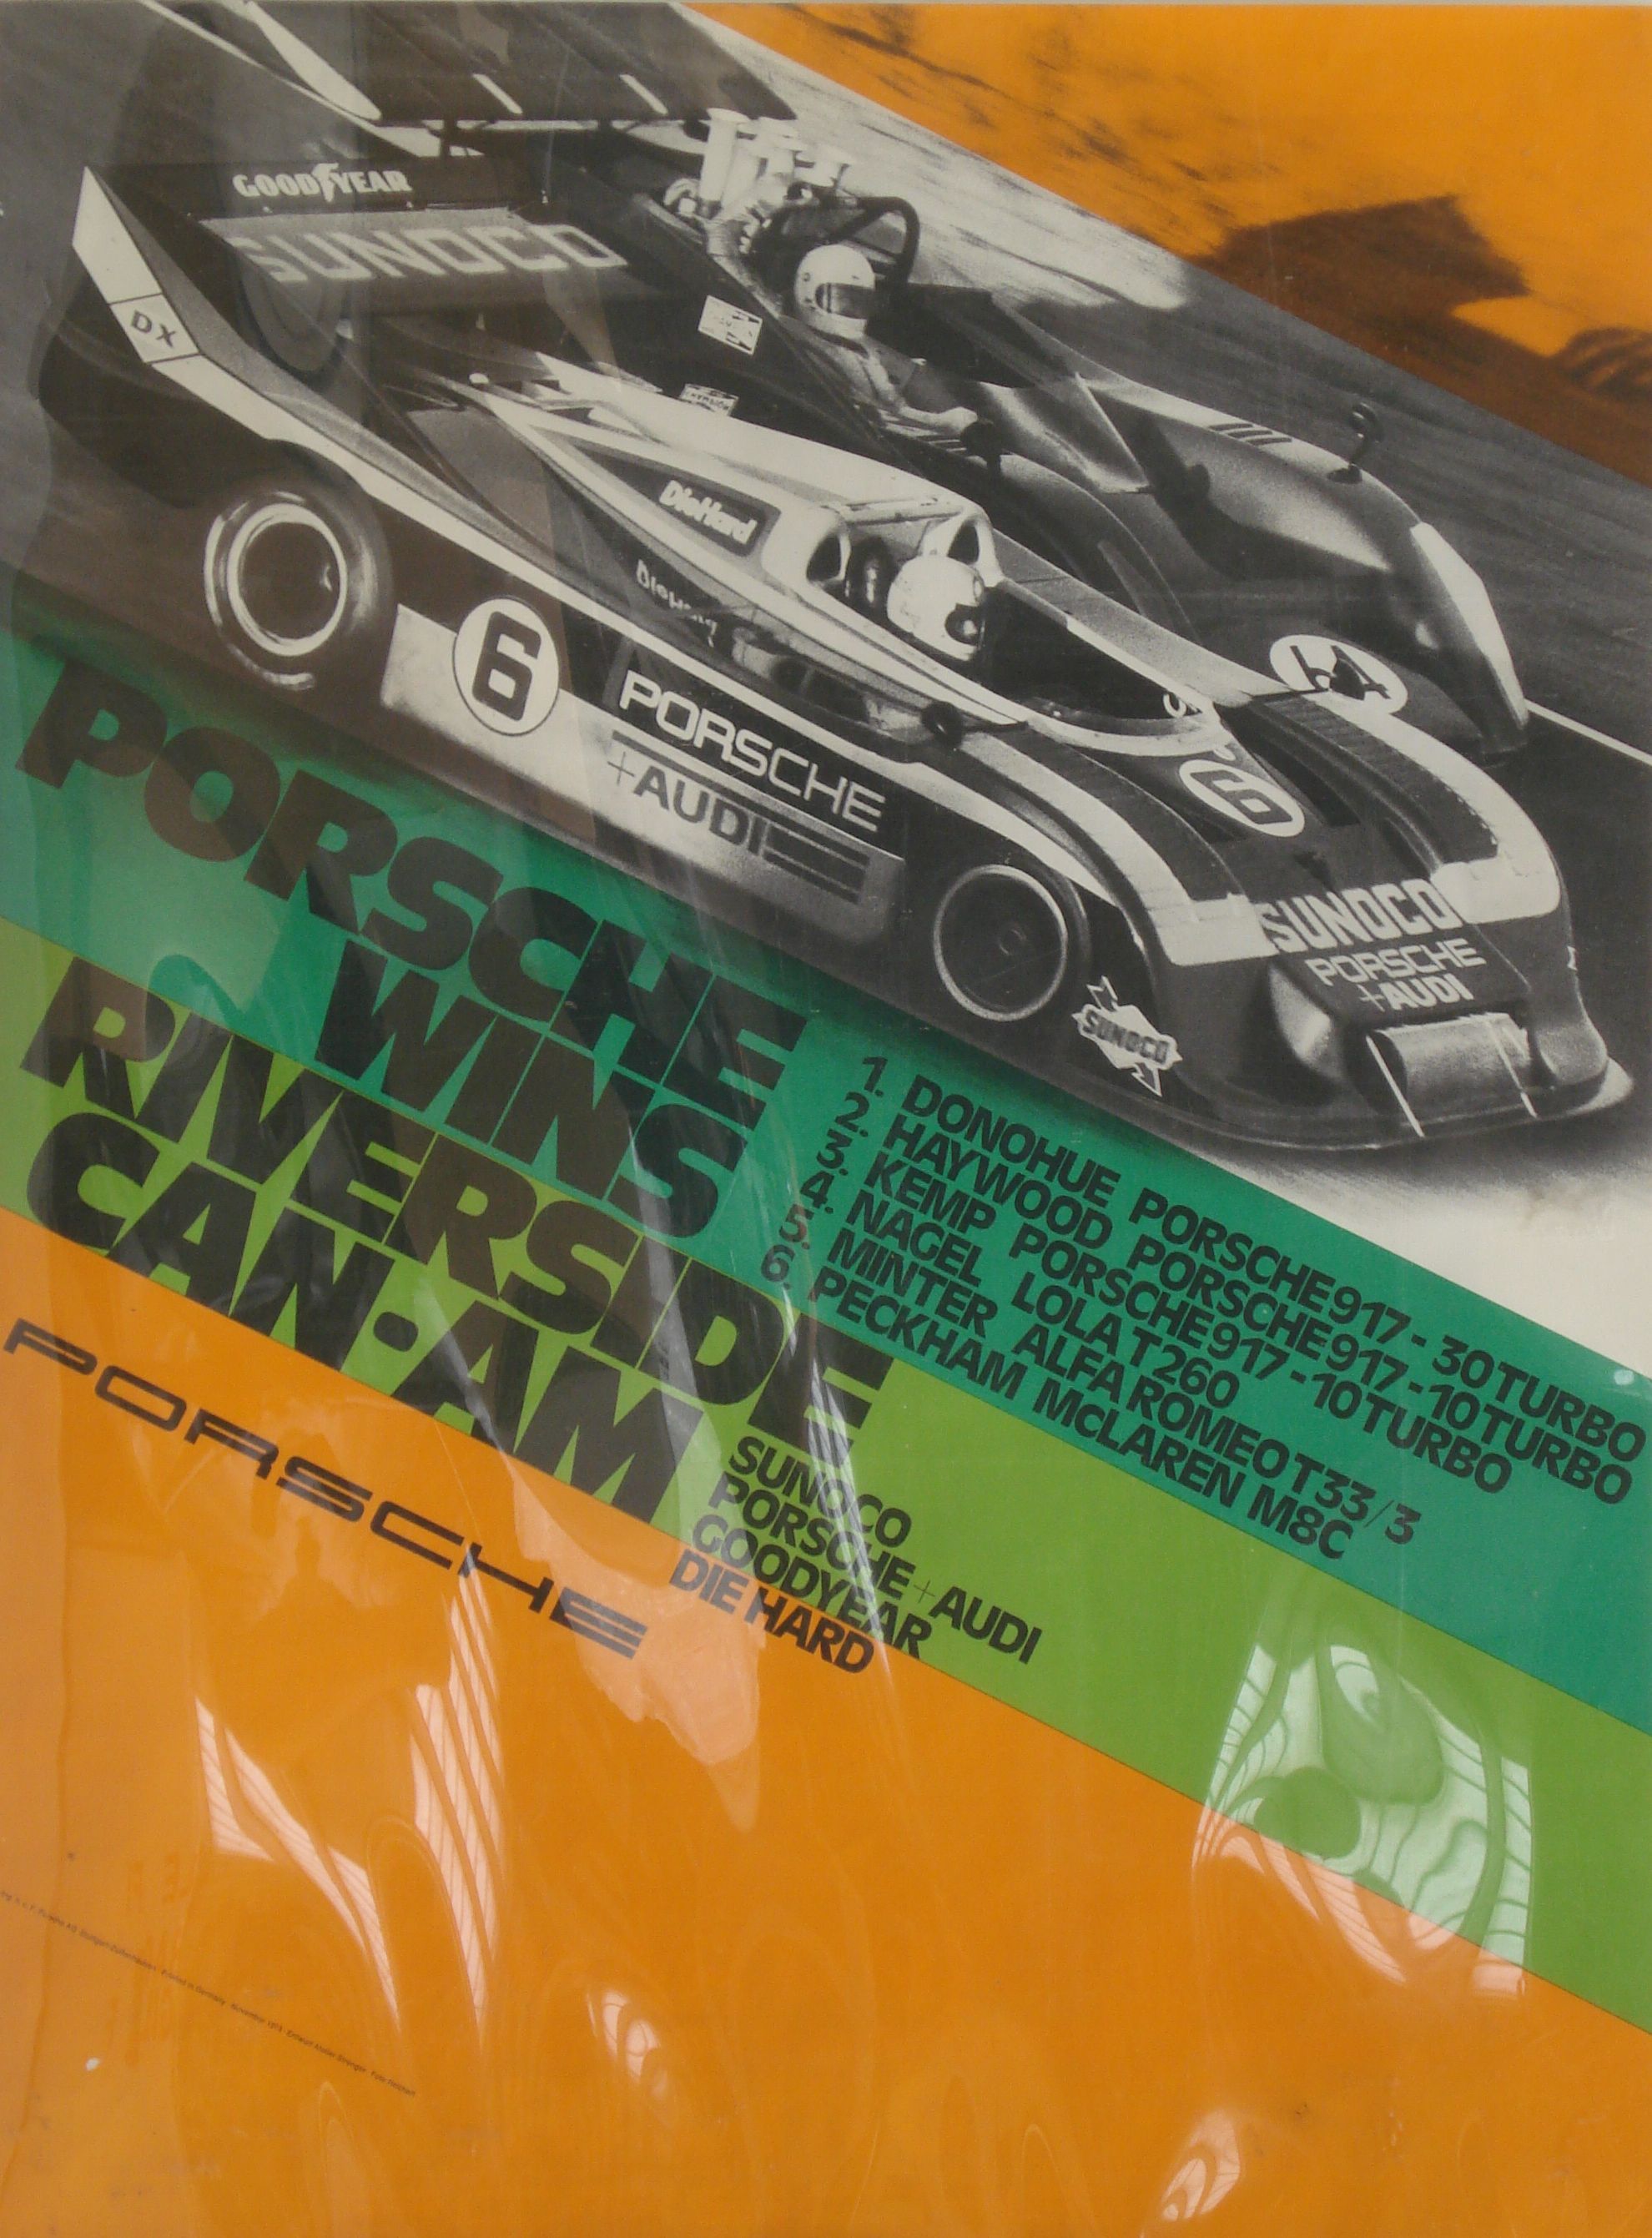 GOODYEAR
SUNOCO
DX
DieHard
DieHard
6
PORSCHE
+AUDI
6
SUNOCO
PORSCHE
+AUDI
SUNOCO
PORSCHE
WINS
RIVERSIDE
CAN-AM
1. DONOHUE PORSCHE 917-30 TURBO
2. HAYWOOD PORSCHE 917-10 TURBO
3. KEMP PORSCHE 917-10 TURBO
4. NAGEL LOLA T260
5. MINTER ALFA ROMEO T33/3
6. PECKHAM McLAREN M8C
SUNOCO
PORSCHE+AUDI
GOODYEAR
DIE HARD
PORSCHE